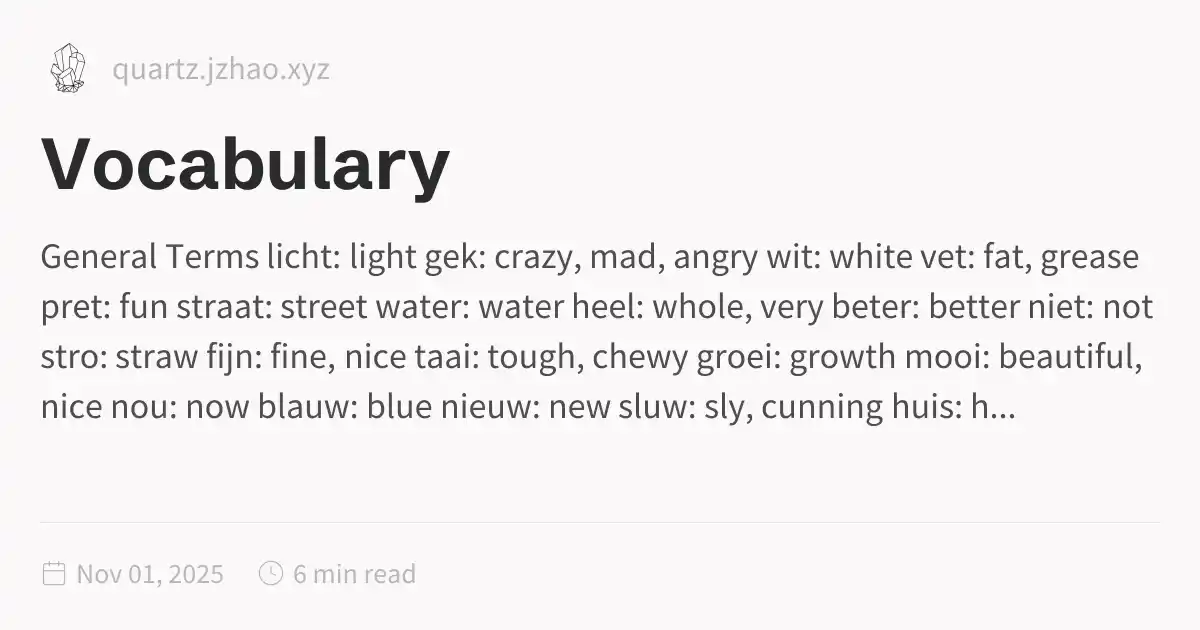 quartz.jzhao.xyz
Vocabulary
General Terms licht: light gek: crazy, mad, angry wit: white vet: fat, grease
pret: fun straat: street water: water heel: whole, very beter: better niet: not
stro: straw fijn: fine, nice taai: tough, chewy groei: growth mooi: beautiful,
nice nou: now blauw: blue nieuw: new sluw: sly, cunning huis: h...
Nov 01, 2025 6 min read